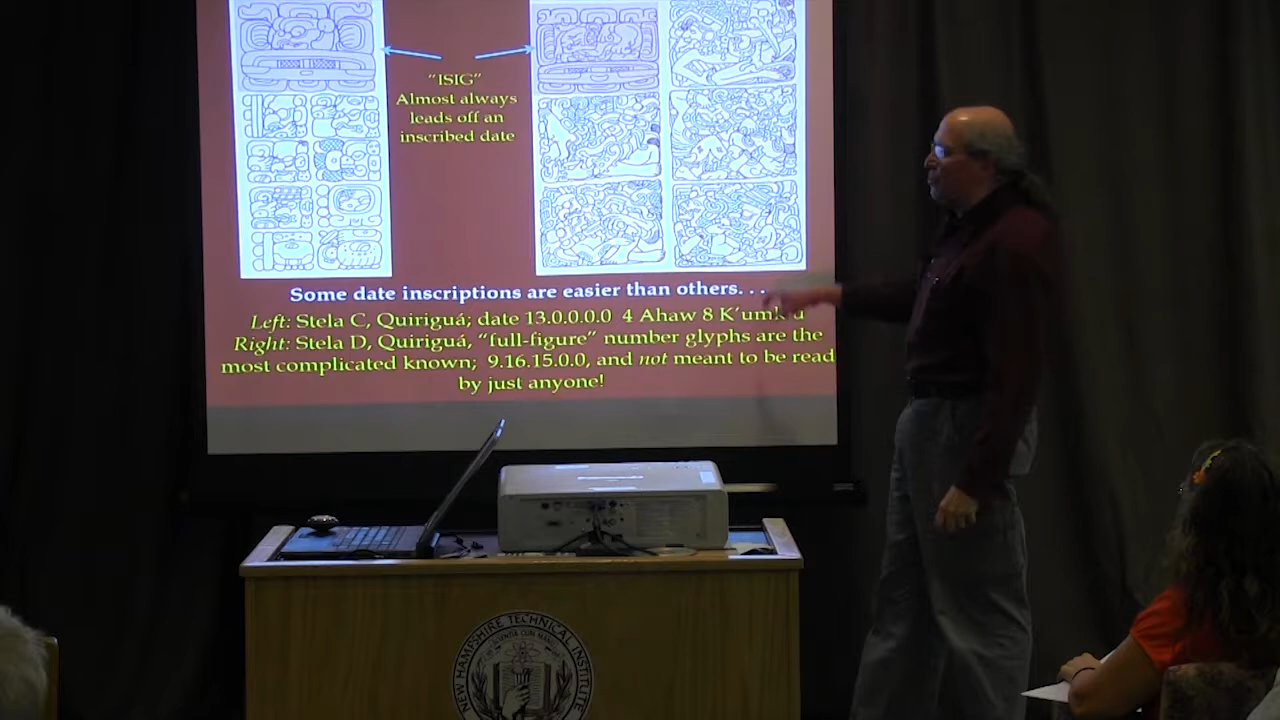 "ISIG"
Almost always
leads off an
inscribed date
Some date inscriptions are easier than others. . .
Left: Stela C, Quiriguá; date 13.0.0.0.0 4 Ahaw 8 K'umk'u
Right: Stela D, Quiriguá, "full-figure" number glyphs are the
most complicated known; 9.16.15.0.0, and not meant to be read
by just anyone!
NEW HAMPSHIRE TECHNICAL INSTITUTE